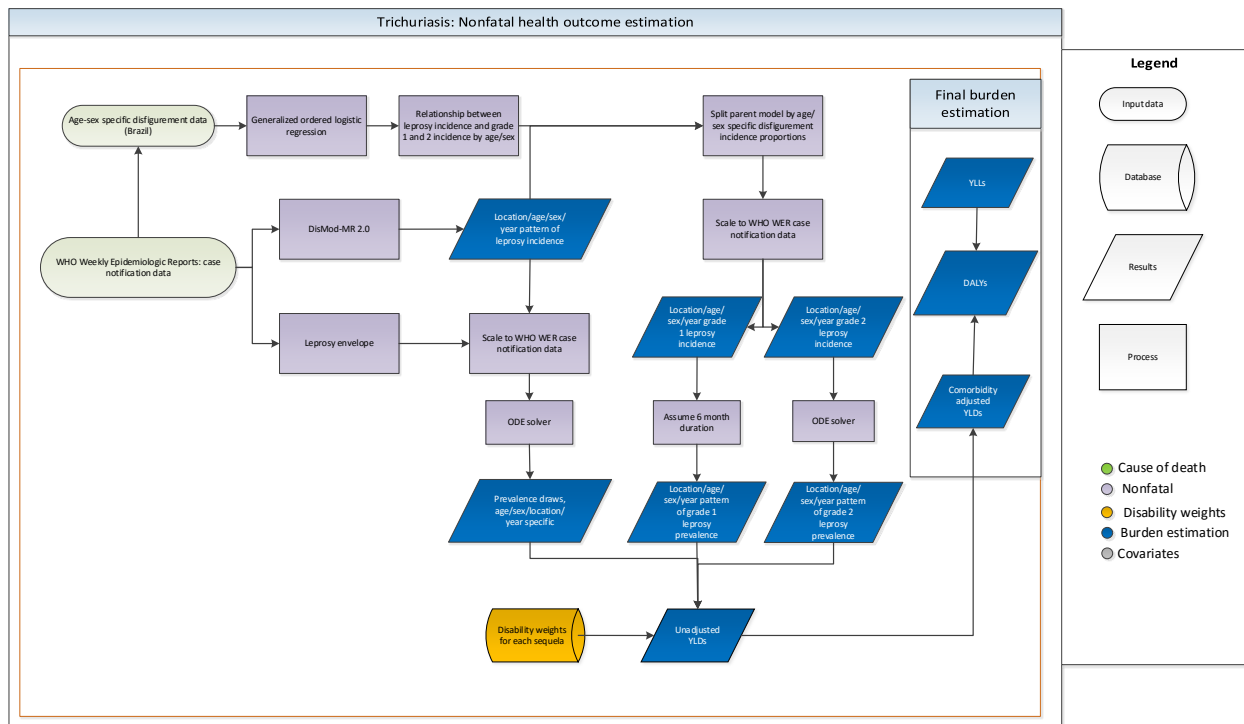 Trichuriasis: Nonfatal health outcome estimation
Age-sex specific disfigurement data
(Brazil)
Generalized ordered logistic
regression
Relationship between
leprosy incidence and grade
1 and 2 incidence by age/sex
Split parent model by age/
sex specific disfigurement
incidence proportions
WHO Weekly Epidemiologic Reports: case
notification data
DisMod-MR 2.0
Location/age/sex/
year pattern of
leprosy incidence
Scale to WHO WER case
notification data
Leprosy envelope
Scale to WHO WER case
notification data
Location/age/
sex/year grade
1 leprosy
incidence
Location/age/
sex/year grade 2
leprosy
incidence
ODE solver
Assume 6 month
duration
ODE solver
Prevalence draws,
age/sex/location/
year specific
Location/age/
sex/year pattern
of grade 1
leprosy
prevalence
Location/age/
sex/year pattern
of grade 2
leprosy
prevalence
Disability weights
for each sequela
Unadjusted
YLDs
Final burden
estimation
YLLs
DALYs
Comorbidity
adjusted
YLDs
Legend
Input data
Database
Results
Process
Cause of death
Nonfatal
Disability weights
Burden estimation
Covariates